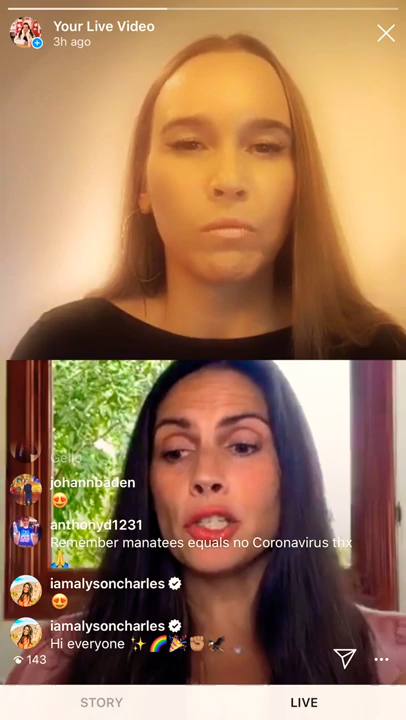 Your Live Video
3h ago
johannbaden
😍
anthonyd1231
Remember manatees equals no Coronavirus thx
🙏
iamalysoncharles
😍
iamalysoncharles
Hi everyone ✨🌈🎉✊🏽🦅
143
STORY
LIVE